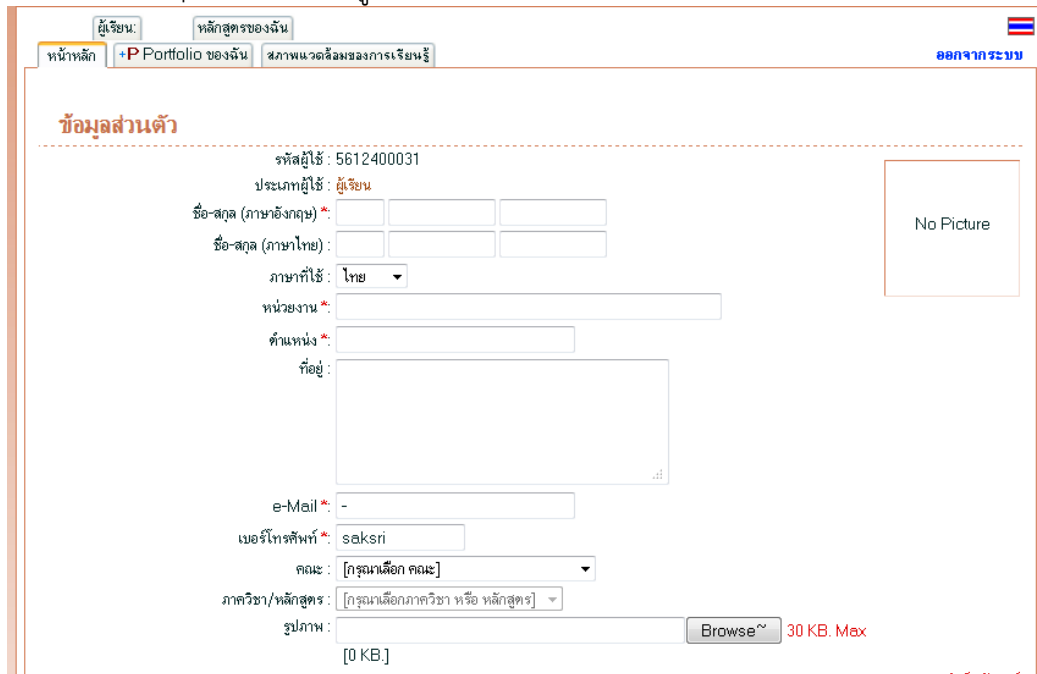 ผู้เรียน: หลักสูตรของฉัน
หน้าหลัก +P Portfolio ของฉัน สภาพแวดล้อมของการเรียนรู้ ออกจากระบบ
ข้อมูลส่วนตัว
รหัสผู้ใช้ : 5612400031
ประเภทผู้ใช้ : ผู้เรียน
ชื่อ-สกุล (ภาษาอังกฤษ) *:
No Picture
ชื่อ-สกุล (ภาษาไทย) :
ภาษาที่ใช้ : ไทย
หน่วยงาน *:
ตำแหน่ง *:
ที่อยู่ :
e-Mail *: -
เบอร์โทรศัพท์ *: saksri
คณะ : [กรุณาเลือก คณะ]
ภาควิชา/หลักสูตร : [กรุณาเลือกภาควิชา หรือ หลักสูตร]
รูปภาพ : Browse~ 30 KB. Max
[0 KB.]